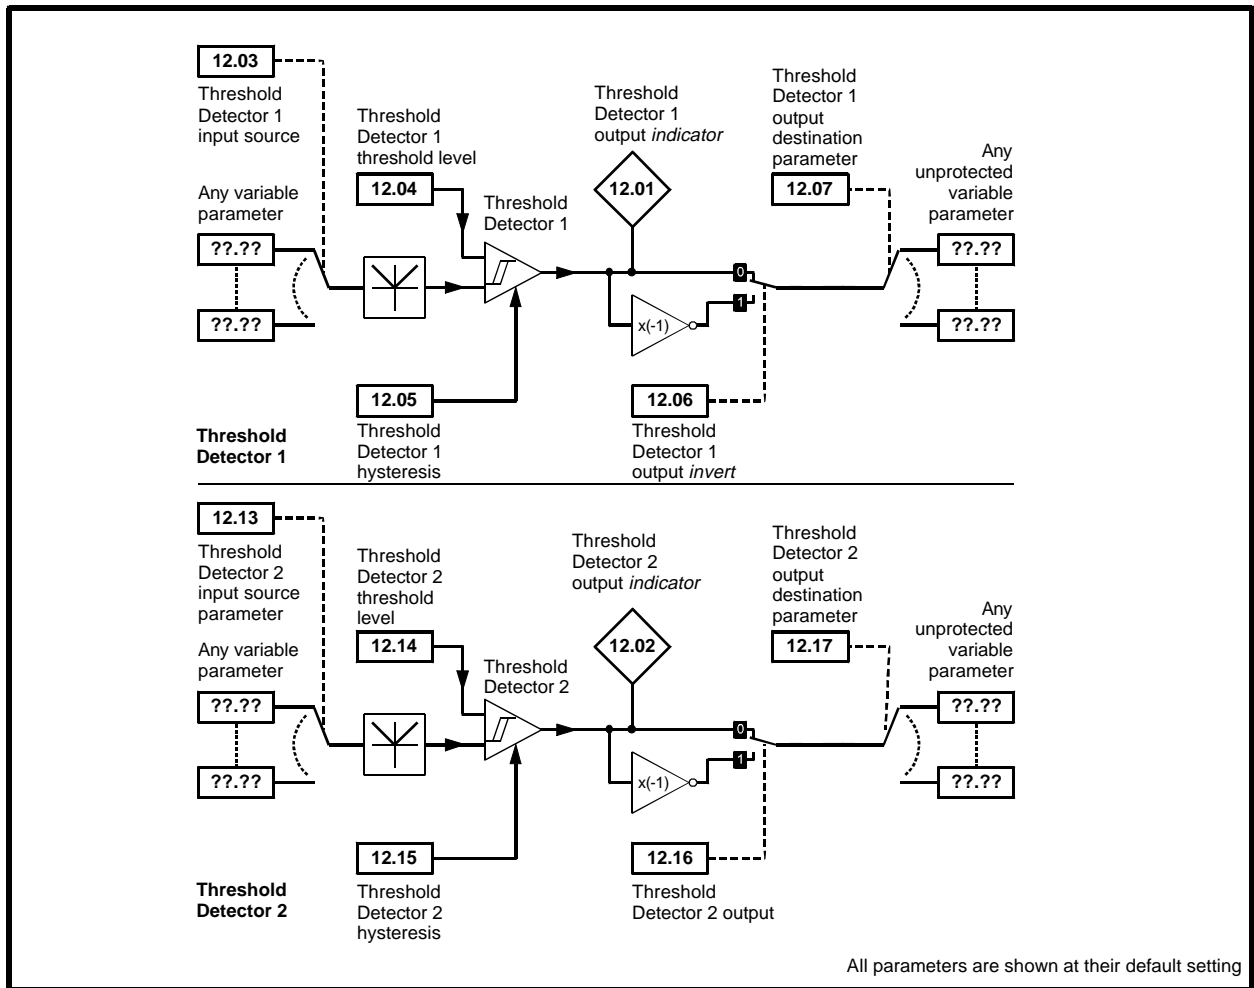 12.03
Threshold
Detector 1
input source
Any variable
parameter
??.??
??.??
Threshold
Detector 1
threshold level
12.04
Threshold
Detector 1
12.05
Threshold
Detector 1
hysteresis
Threshold
Detector 1
output indicator
12.01
0
1
x(-1)
12.06
Threshold
Detector 1
output invert
Threshold
Detector 1
output
destination
parameter
12.07
Any
unprotected
variable
parameter
??.??
??.??
Threshold
Detector 1
12.13
Threshold
Detector 2
input source
parameter
Any variable
parameter
??.??
??.??
Threshold
Detector 2
threshold
level
12.14
Threshold
Detector 2
12.15
Threshold
Detector 2
hysteresis
Threshold
Detector 2
output indicator
12.02
0
1
x(-1)
12.16
Threshold
Detector 2 output
Threshold
Detector 2
output
destination
parameter
12.17
Any
unprotected
variable
parameter
??.??
??.??
Threshold
Detector 2
All parameters are shown at their default setting